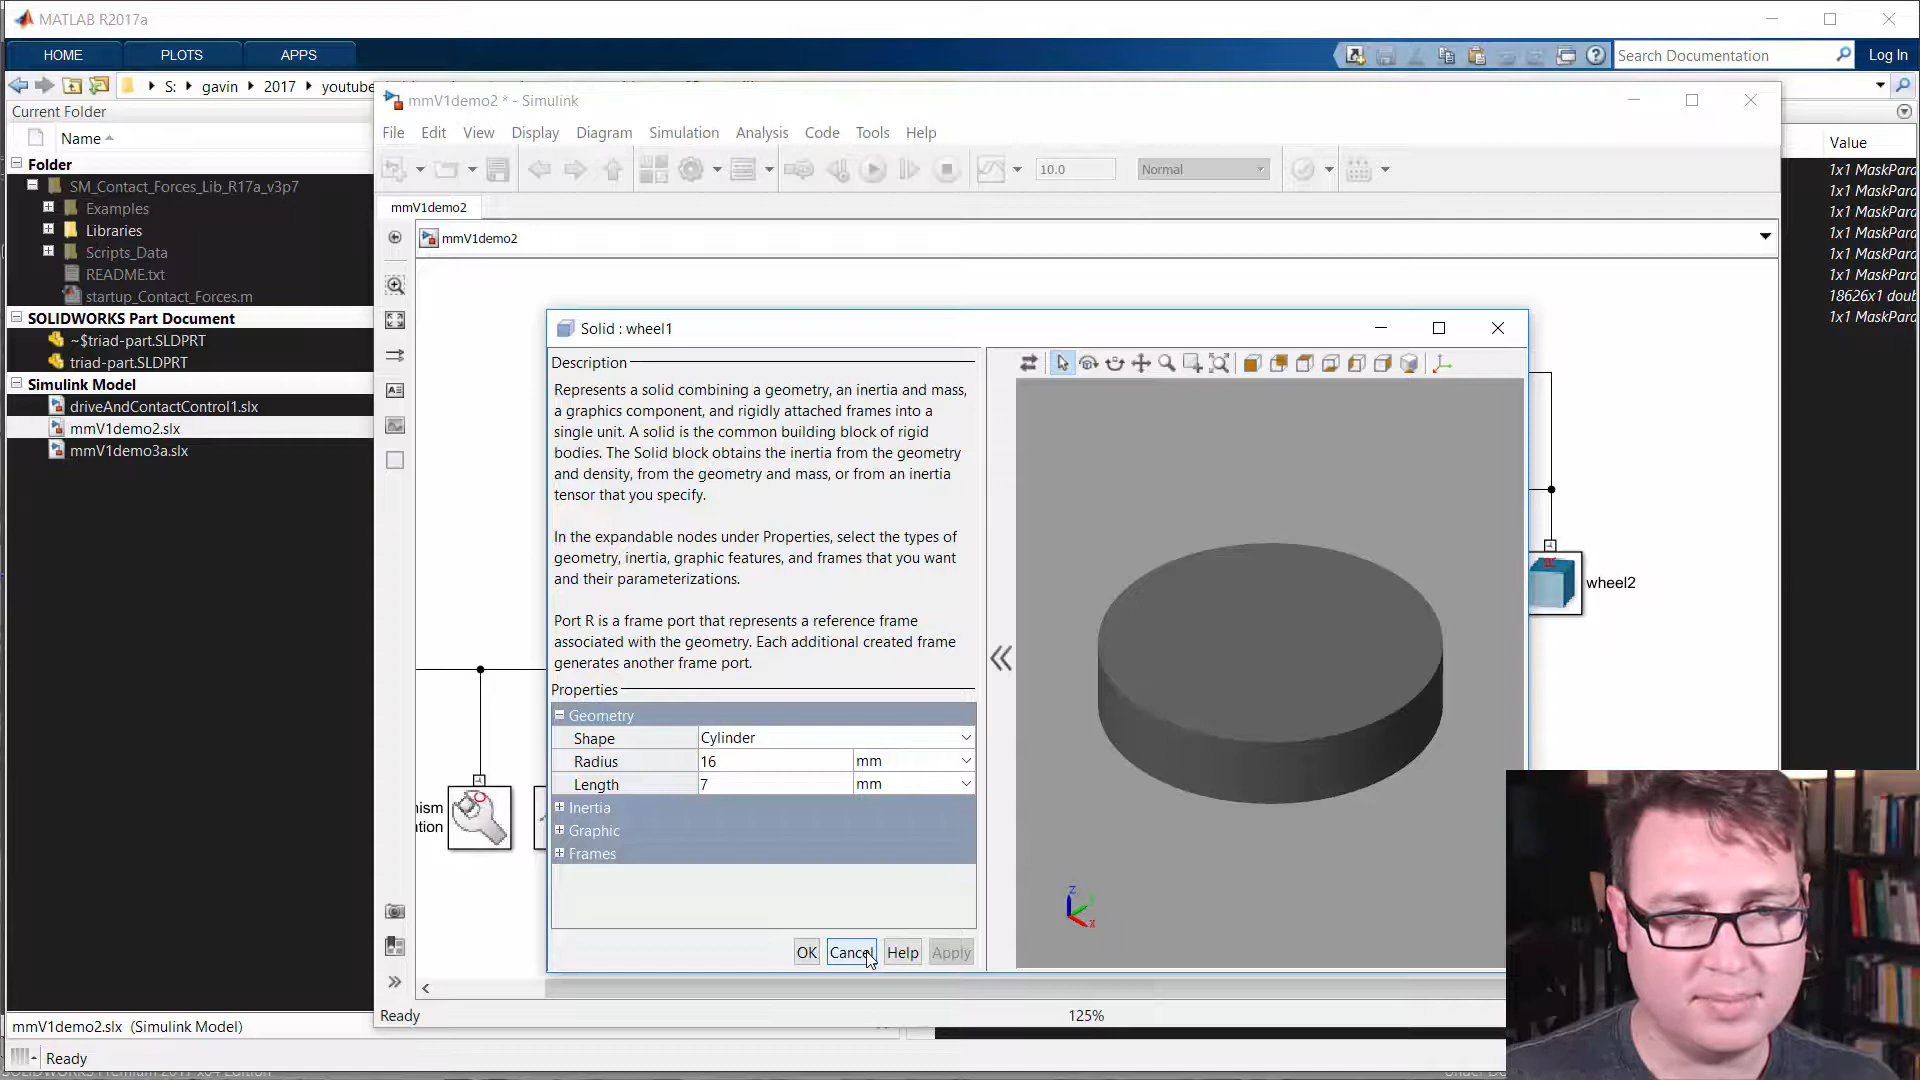 MATLAB R2017a
HOME
PLOTS
APPS
Search Documentation
Log In
S:
gavin
2017
youtube
Current Folder
Name
Folder
SM_Contact_Forces_Lib_R17a_v3p7
Examples
Libraries
Scripts_Data
README.txt
startup_Contact_Forces.m
SOLIDWORKS Part Document
~$triad-part.SLDPRT
triad-part.SLDPRT
Simulink Model
driveAndContactControl1.slx
mmV1demo2.slx
mmV1demo3a.slx
mmV1demo2.slx (Simulink Model)
Ready
mmV1demo2 * - Simulink
File Edit View Display Diagram Simulation Analysis Code Tools Help
10.0
Normal
mmV1demo2
mmV1demo2
Solid : wheel1
Description
Represents a solid combining a geometry, an inertia and mass,
a graphics component, and rigidly attached frames into a
single unit. A solid is the common building block of rigid
bodies. The Solid block obtains the inertia from the geometry
and density, from the geometry and mass, or from an inertia
tensor that you specify.
In the expandable nodes under Properties, select the types of
geometry, inertia, graphic features, and frames that you want
and their parameterizations.
Port R is a frame port that represents a reference frame
associated with the geometry. Each additional created frame
generates another frame port.
Properties
Geometry
Shape Cylinder
Radius 16 mm
Length 7 mm
Inertia
Graphic
Frames
OK Cancel Help Apply
Z
X
wheel2
ism
tion
Ready
125%
Value
1x1 MaskPara
1x1 MaskPara
1x1 MaskPara
1x1 MaskPara
1x1 MaskPara
1x1 MaskPara
18626x1 doub
1x1 MaskPara